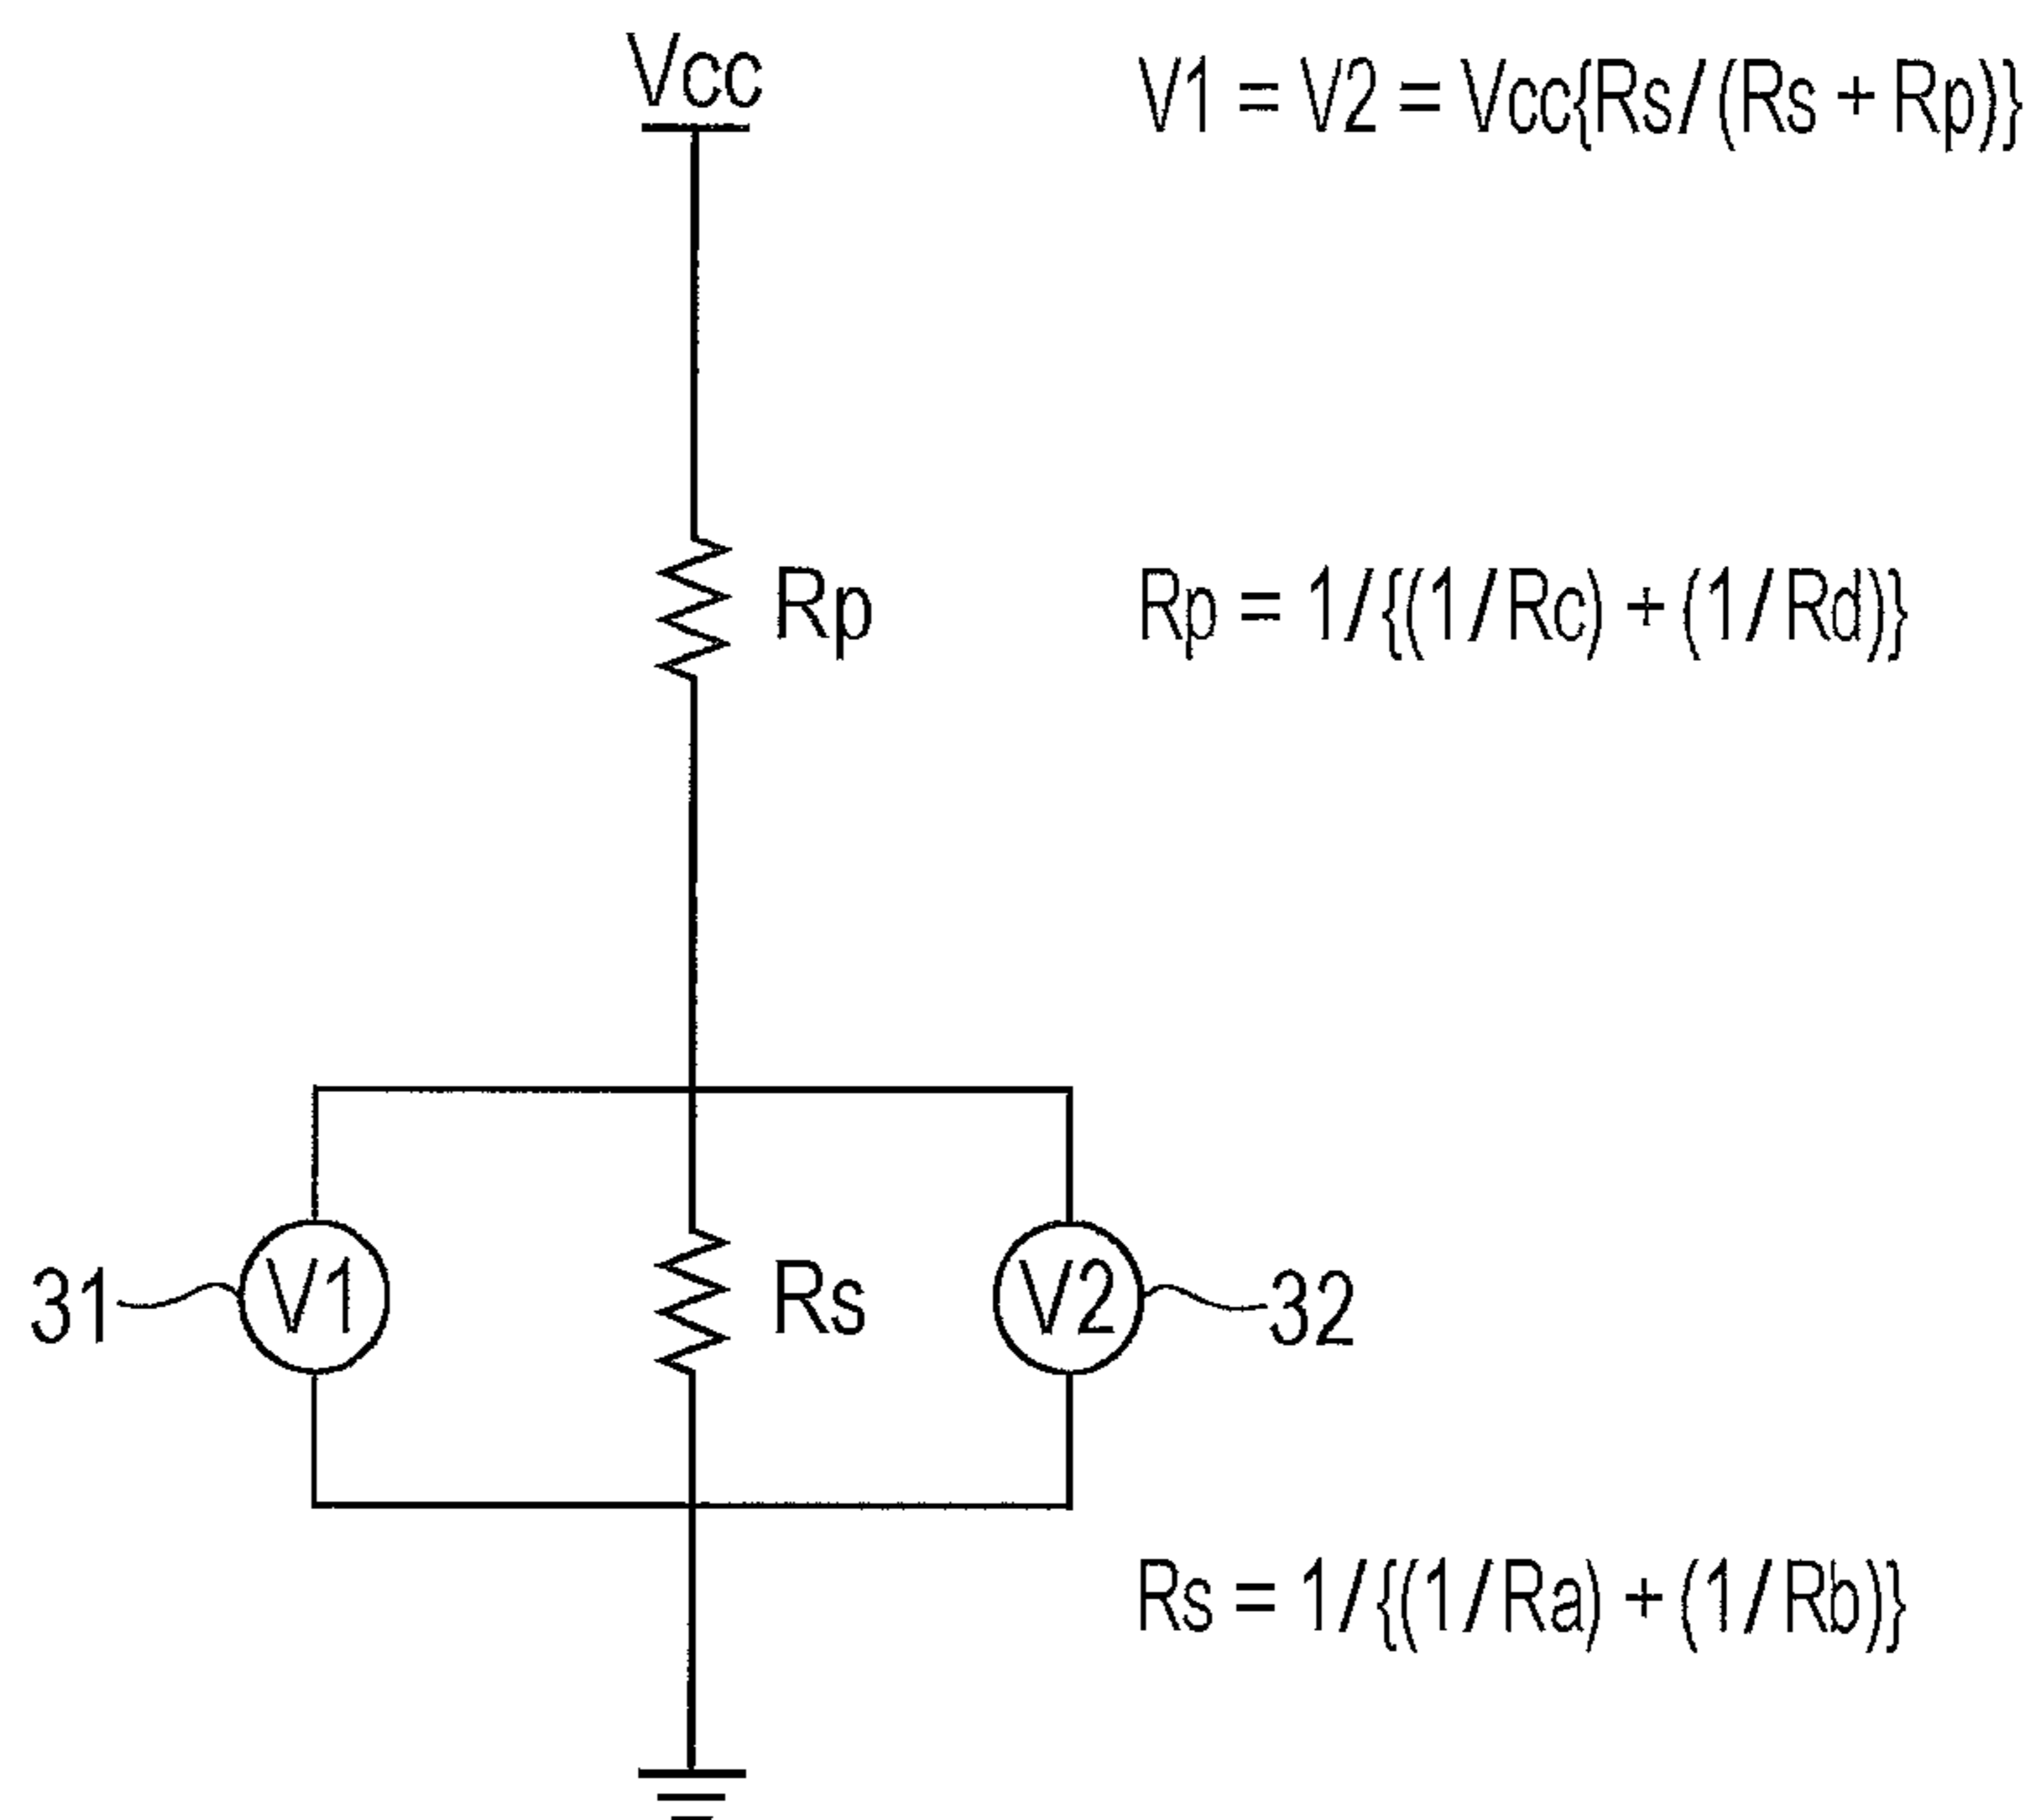 Vcc
V1 = V2 = Vcc{Rs/(Rs + Rp)}
Rp
Rp = 1/{(1/Rc) + (1/Rd)}
31
V1
Rs
V2
32
Rs = 1/{(1/Ra) + (1/Rb)}